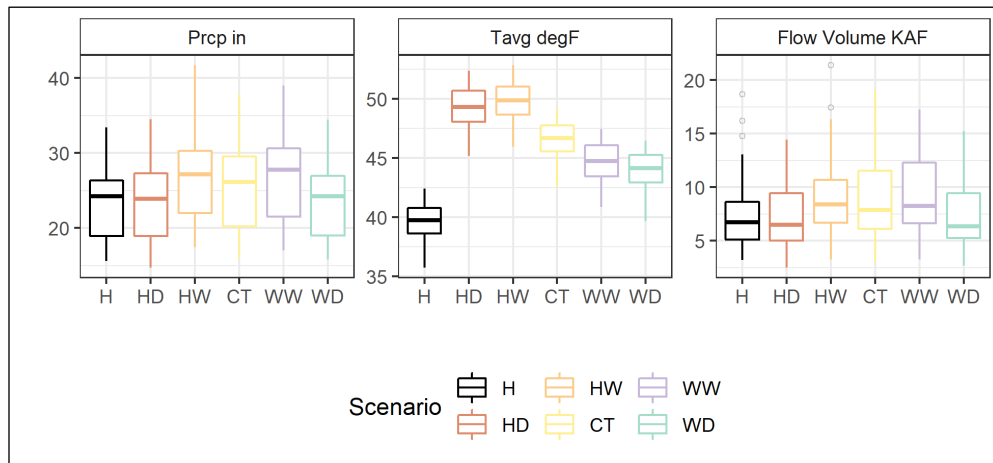 Prcp in Tavg degF Flow Volume KAF
40
30
20
50
45
40
35
20
15
10
5
H HD HW CT WW WD H HD HW CT WW WD H HD HW CT WW WD
Scenario
H HW WW
HD CT WD